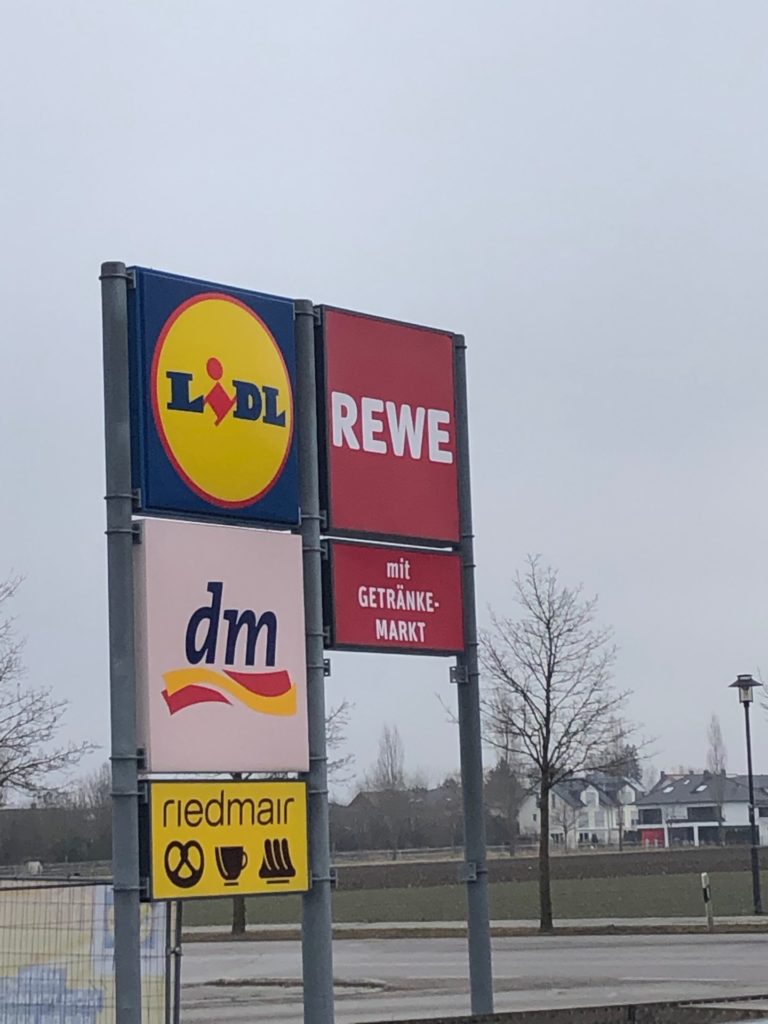 LiDL
REWE
mit
GETRÄNKE-
MARKT
dm
riedmair